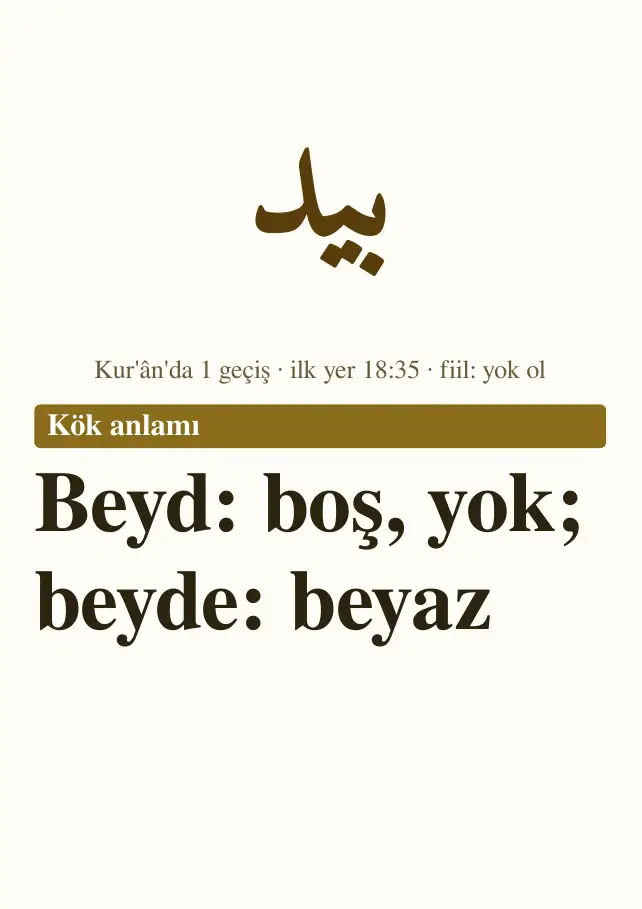 بيد
Kur'ân'da 1 geçiş · ilk yer 18:35 · fiil: yok ol
Kök anlamı
Beyd: boş, yok;
beyde: beyaz